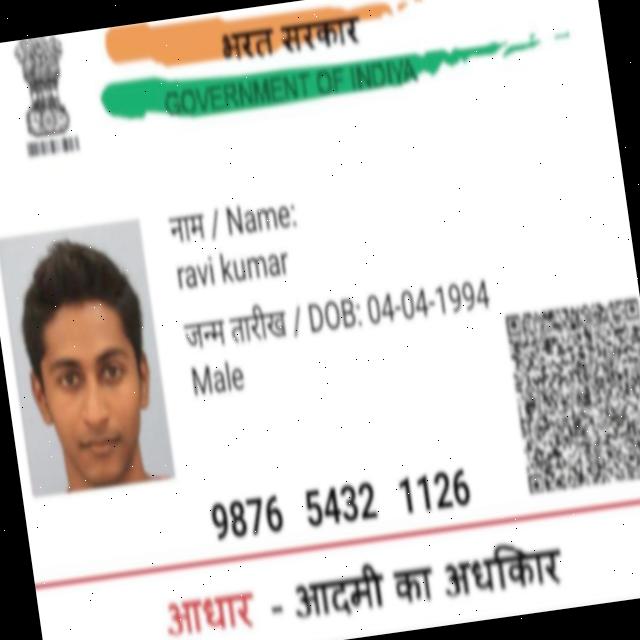 भरत सरकार
GOVERNMENT OF INDIYA
नाम / Name:
ravi kumar
जन्म तारीख / DOB: 04-04-1994
Male
9876 5432 1126
आधार - आदमी का अधकिार